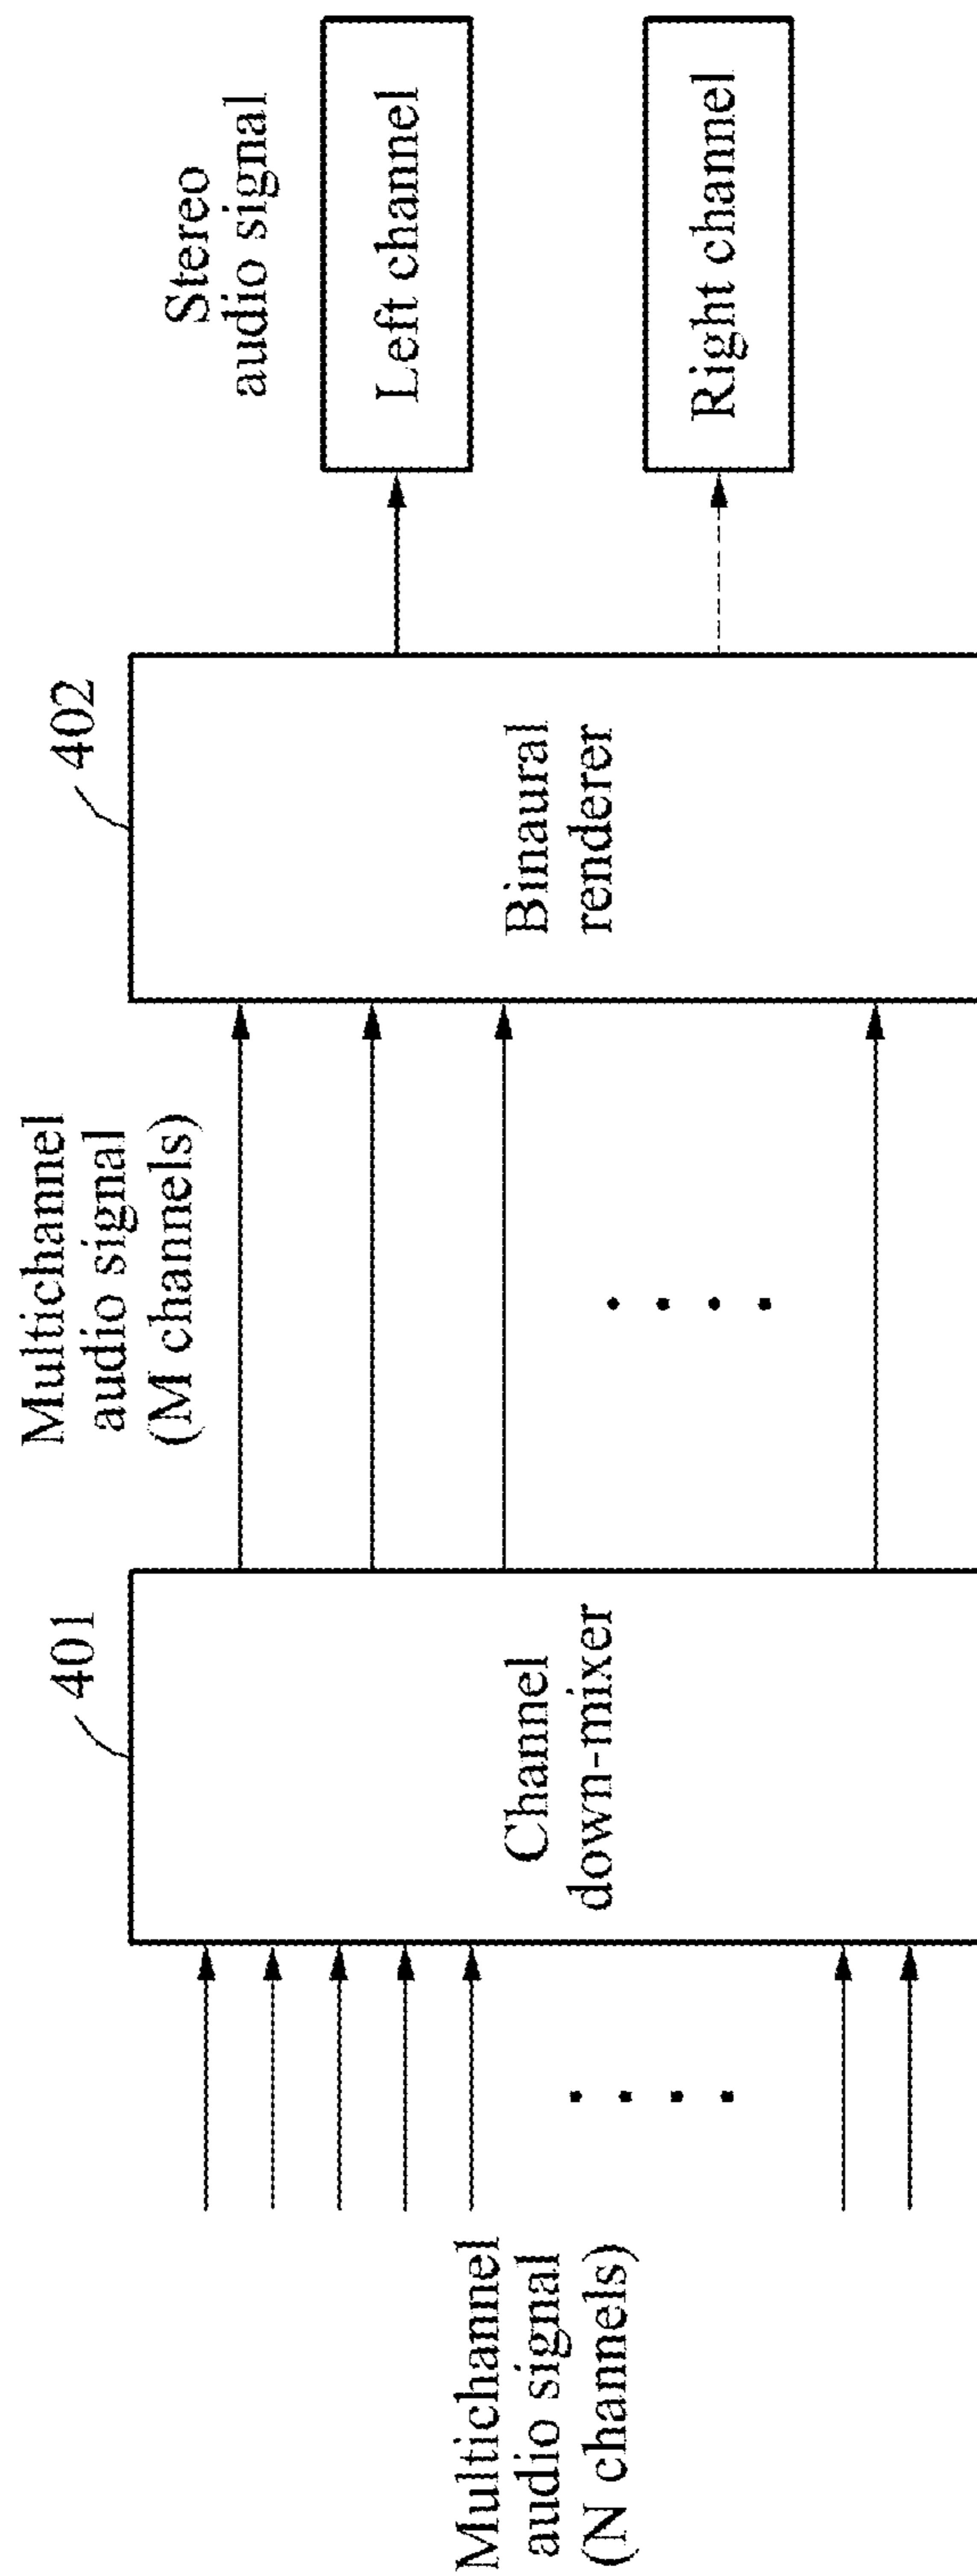 Multichannel
audio signal
(N channels)
401
Channel
down-mixer
Multichannel
audio signal
(M channels)
402
Binaural
renderer
Stereo
audio signal
Left channel
Right channel